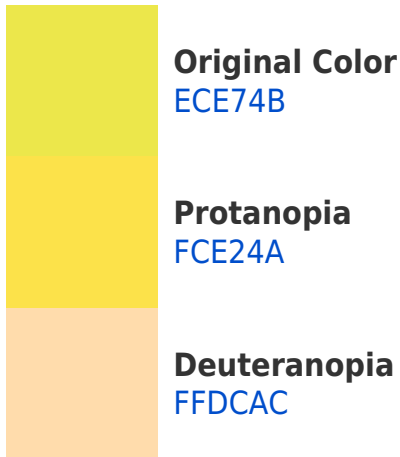 Original Color
ECE74B
Protanopia
FCE24A
Deuteranopia
FFDCAC